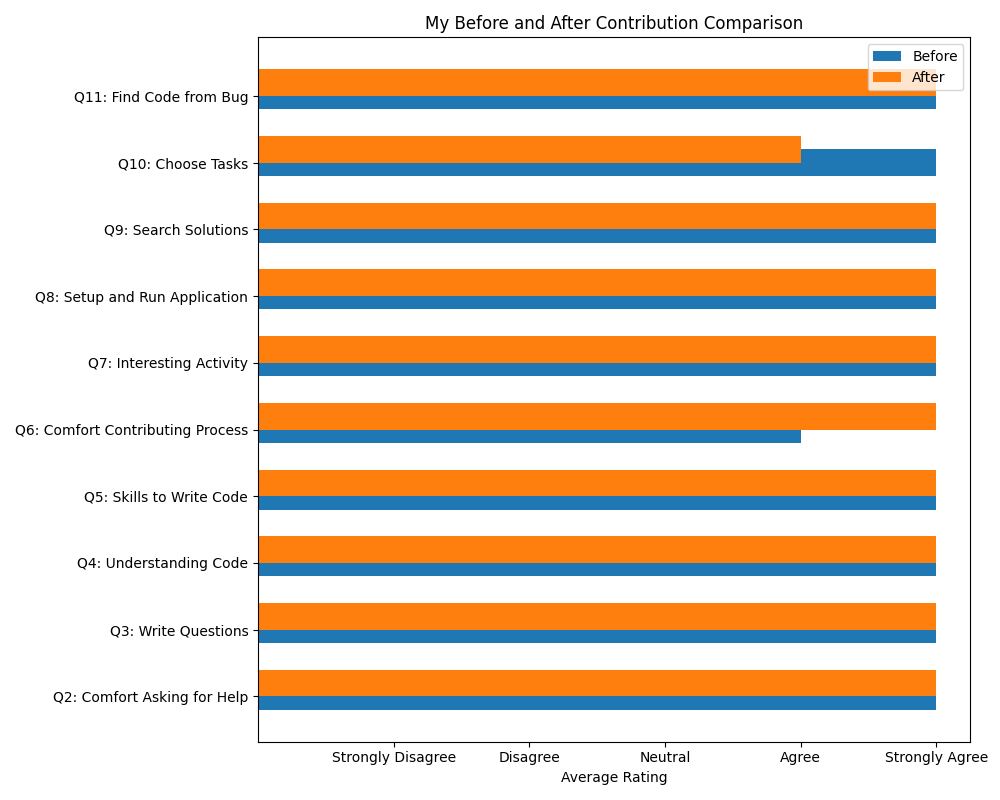 My Before and After Contribution Comparison
Before
After
Q11: Find Code from Bug
Q10: Choose Tasks
Q9: Search Solutions
Q8: Setup and Run Application
Q7: Interesting Activity
Q6: Comfort Contributing Process
Q5: Skills to Write Code
Q4: Understanding Code
Q3: Write Questions
Q2: Comfort Asking for Help
Strongly Disagree Disagree Neutral Agree Strongly Agree
Average Rating